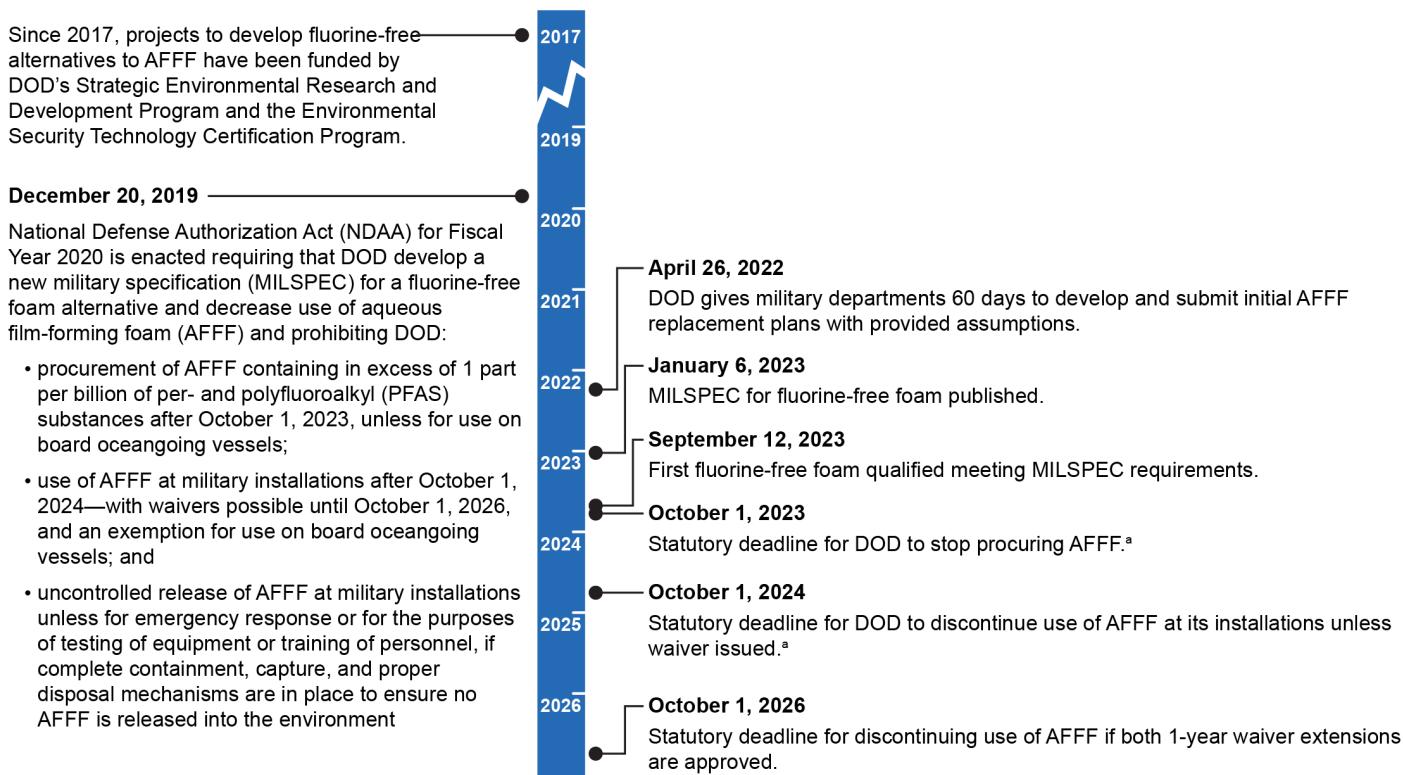 Since 2017, projects to develop fluorine-free
alternatives to AFFF have been funded by
DOD’s Strategic Environmental Research and
Development Program and the Environmental
Security Technology Certification Program.
December 20, 2019
National Defense Authorization Act (NDAA) for Fiscal
Year 2020 is enacted requiring that DOD develop a
new military specification (MILSPEC) for a fluorine-free
foam alternative and decrease use of aqueous
film-forming foam (AFFF) and prohibiting DOD:
• procurement of AFFF containing in excess of 1 part
per billion of per- and polyfluoroalkyl (PFAS)
substances after October 1, 2023, unless for use on
board oceangoing vessels;
• use of AFFF at military installations after October 1,
2024—with waivers possible until October 1, 2026,
and an exemption for use on board oceangoing
vessels; and
• uncontrolled release of AFFF at military installations
unless for emergency response or for the purposes
of testing of equipment or training of personnel, if
complete containment, capture, and proper
disposal mechanisms are in place to ensure no
AFFF is released into the environment
2017
2019
2020
2021
2022
2023
2024
2025
2026
April 26, 2022
DOD gives military departments 60 days to develop and submit initial AFFF
replacement plans with provided assumptions.
January 6, 2023
MILSPEC for fluorine-free foam published.
September 12, 2023
First fluorine-free foam qualified meeting MILSPEC requirements.
October 1, 2023
Statutory deadline for DOD to stop procuring AFFF.ª
October 1, 2024
Statutory deadline for DOD to discontinue use of AFFF at its installations unless
waiver issued.ª
October 1, 2026
Statutory deadline for discontinuing use of AFFF if both 1-year waiver extensions
are approved.